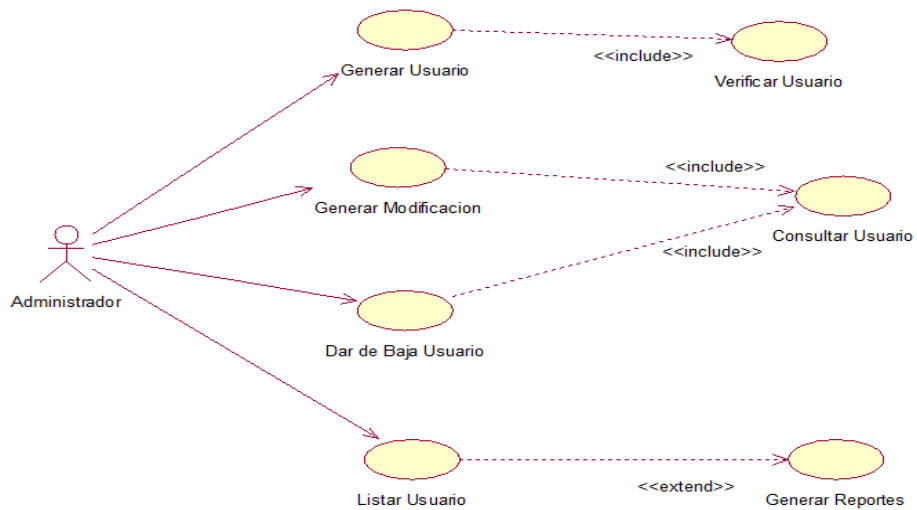 Generar Usuario
<<include>>
Verificar Usuario
Generar Modificacion
<<include>>
Consultar Usuario
<<include>>
Administrador
Dar de Baja Usuario
Listar Usuario
<<extend>>
Generar Reportes